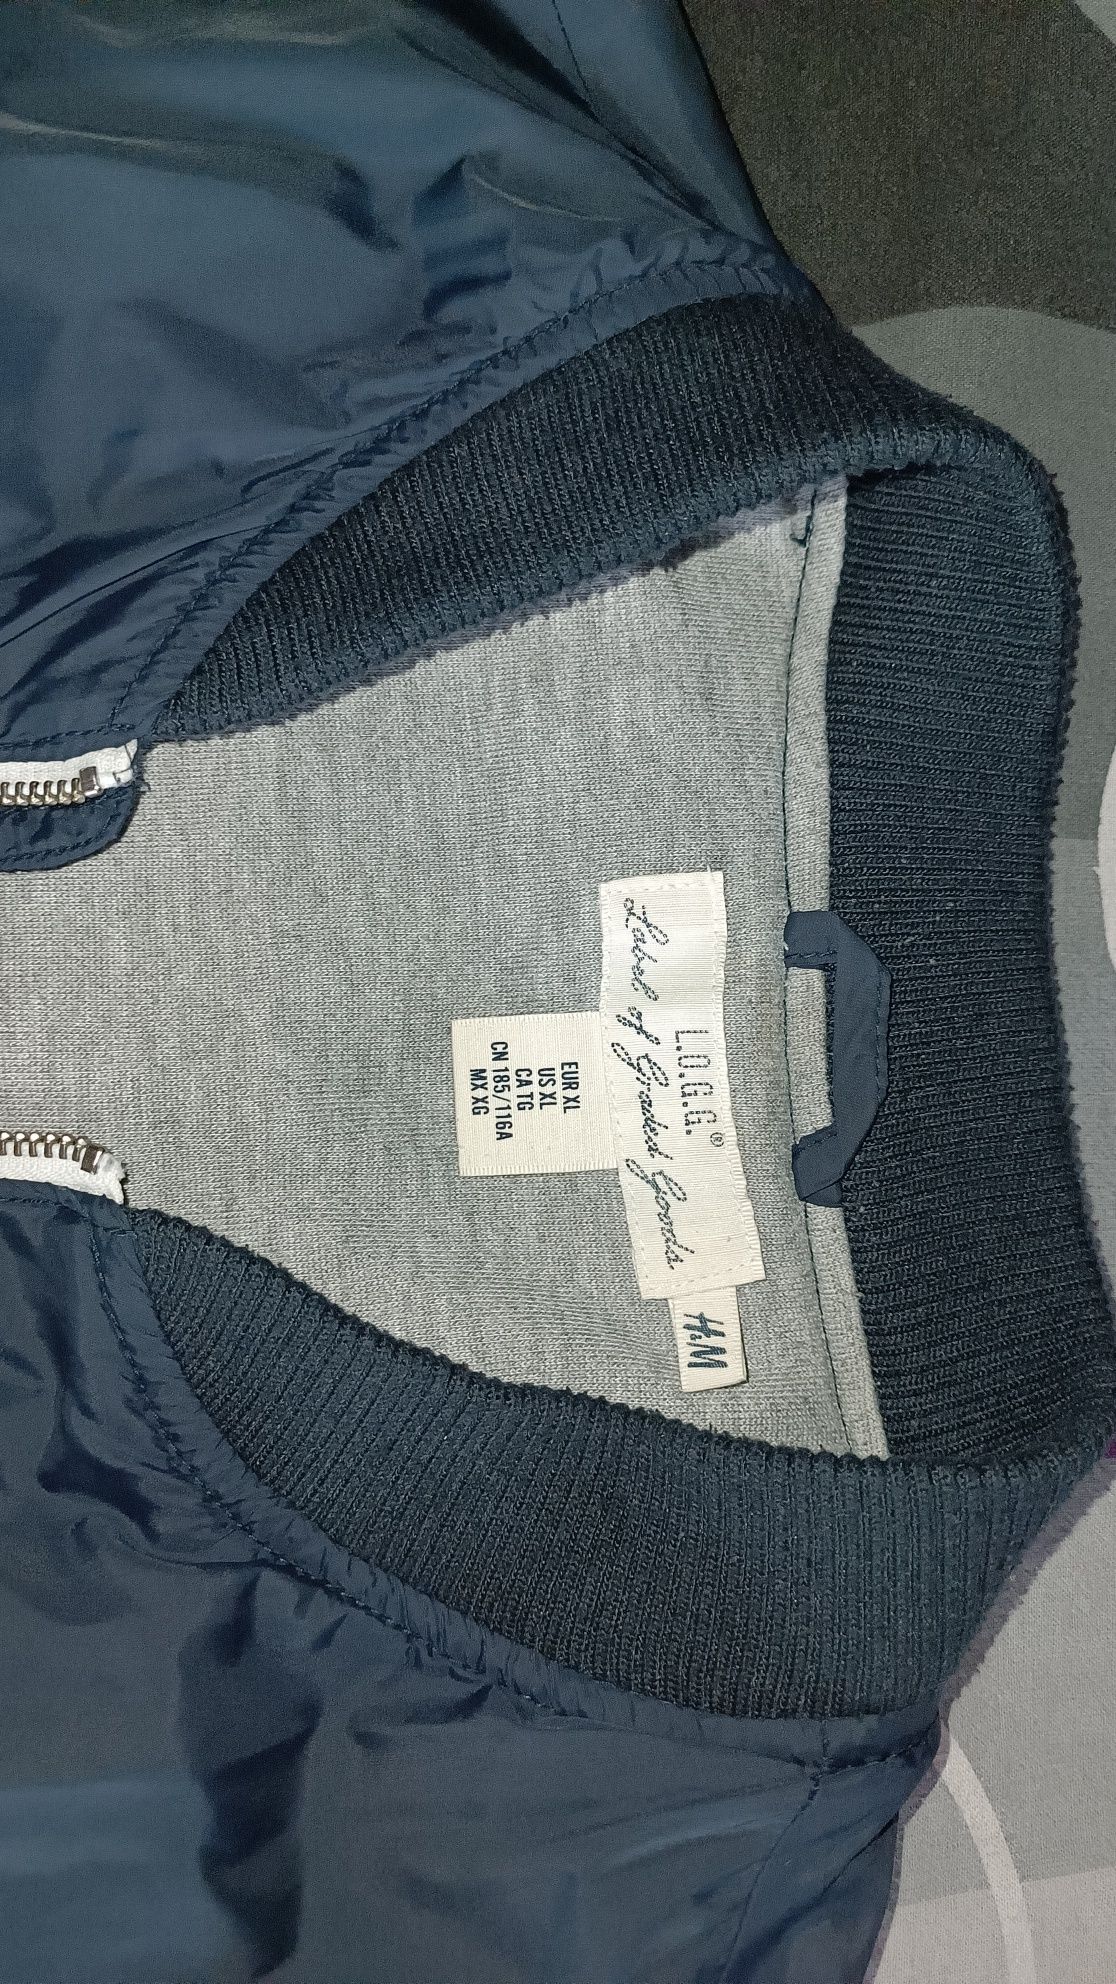 L.O.G.G.®
Label of Graded Goods.
H&M
EUR XL
US XL
CA TG
CN 185/116A
MX XG